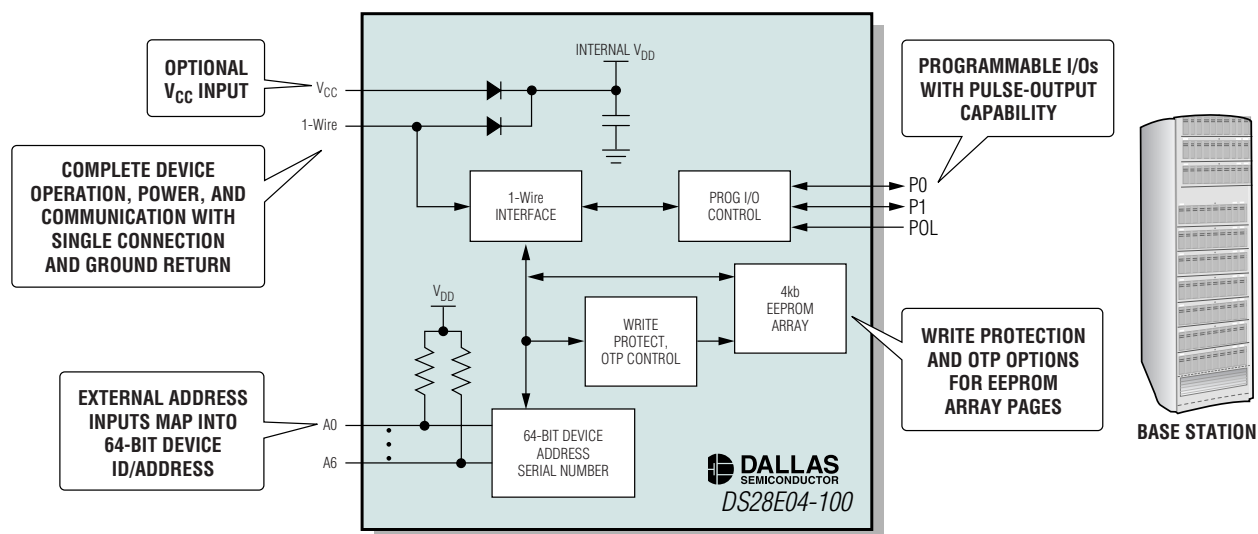 OPTIONAL
VCC INPUT
COMPLETE DEVICE
OPERATION, POWER, AND
COMMUNICATION WITH
SINGLE CONNECTION
AND GROUND RETURN
EXTERNAL ADDRESS
INPUTS MAP INTO
64-BIT DEVICE
ID/ADDRESS
VCC
1-Wire
A0
A6
INTERNAL VDD
1-Wire
INTERFACE
PROG I/O
CONTROL
VDD
WRITE
PROTECT,
OTP CONTROL
4kb
EEPROM
ARRAY
64-BIT DEVICE
ADDRESS
SERIAL NUMBER
DALLAS
SEMICONDUCTOR
DS28E04-100
P0
P1
POL
PROGRAMMABLE I/Os
WITH PULSE-OUTPUT
CAPABILITY
WRITE PROTECTION
AND OTP OPTIONS
FOR EEPROM
ARRAY PAGES
BASE STATION